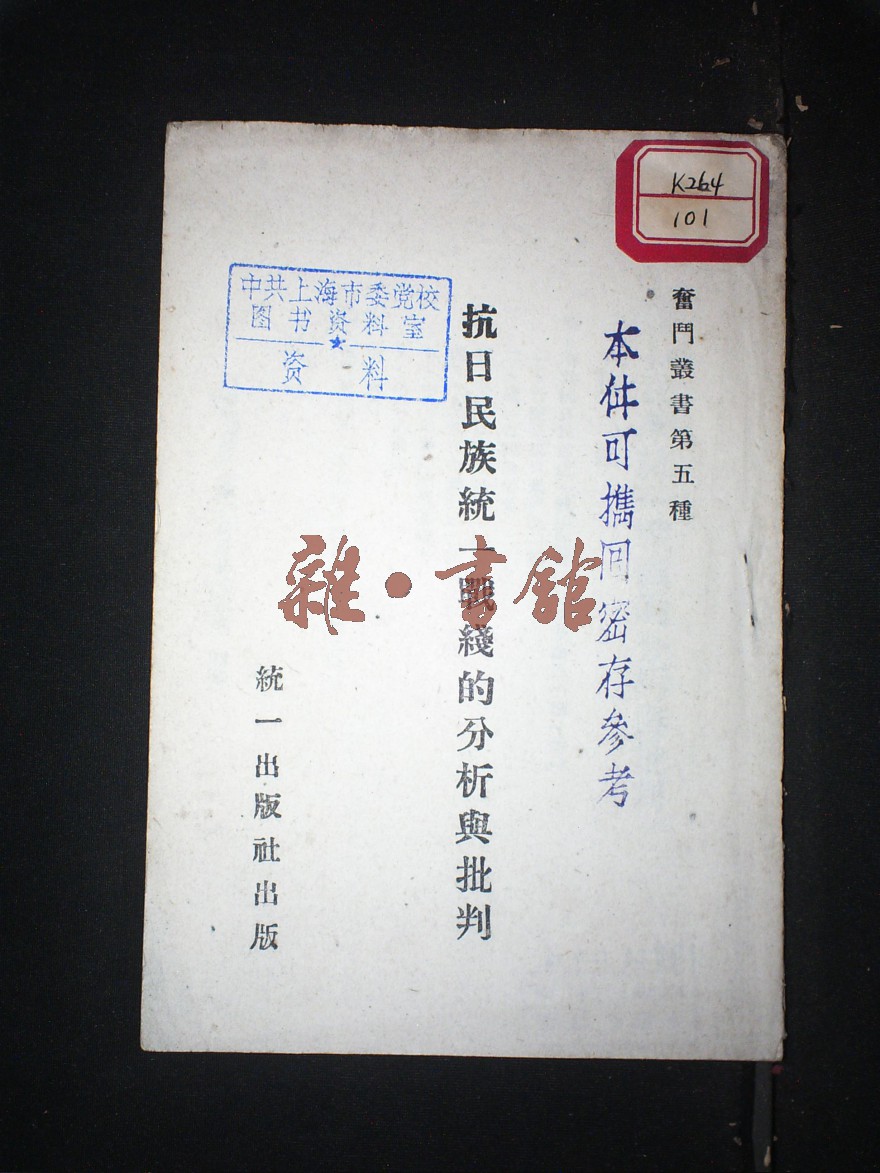 K264
101
奮鬥叢書第五種
本件可攜回密存參考
抗日民族統一戰綫的分析與批判
統一出版社出版
中共上海市委党校
图书资料室
资料
雜·書館